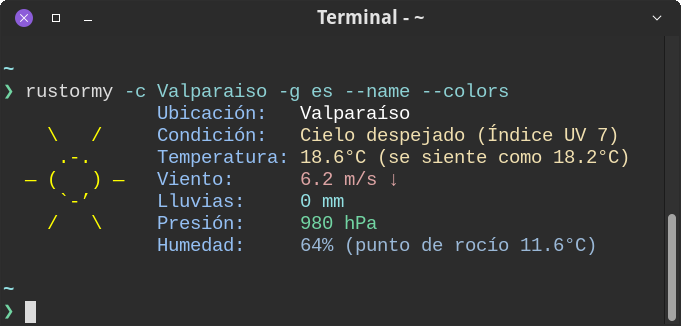 Terminal - ~
~
❯ rustormy -c Valparaiso -g es --name --colors
Ubicación: Valparaíso
\ / Condición: Cielo despejado (Índice UV 7)
.-. Temperatura: 18.6°C (se siente como 18.2°C)
― ( ) ― Viento: 6.2 m/s ↓
`-’ Lluvias: 0 mm
/ \ Presión: 980 hPa
Humedad: 64% (punto de rocío 11.6°C)
~
❯